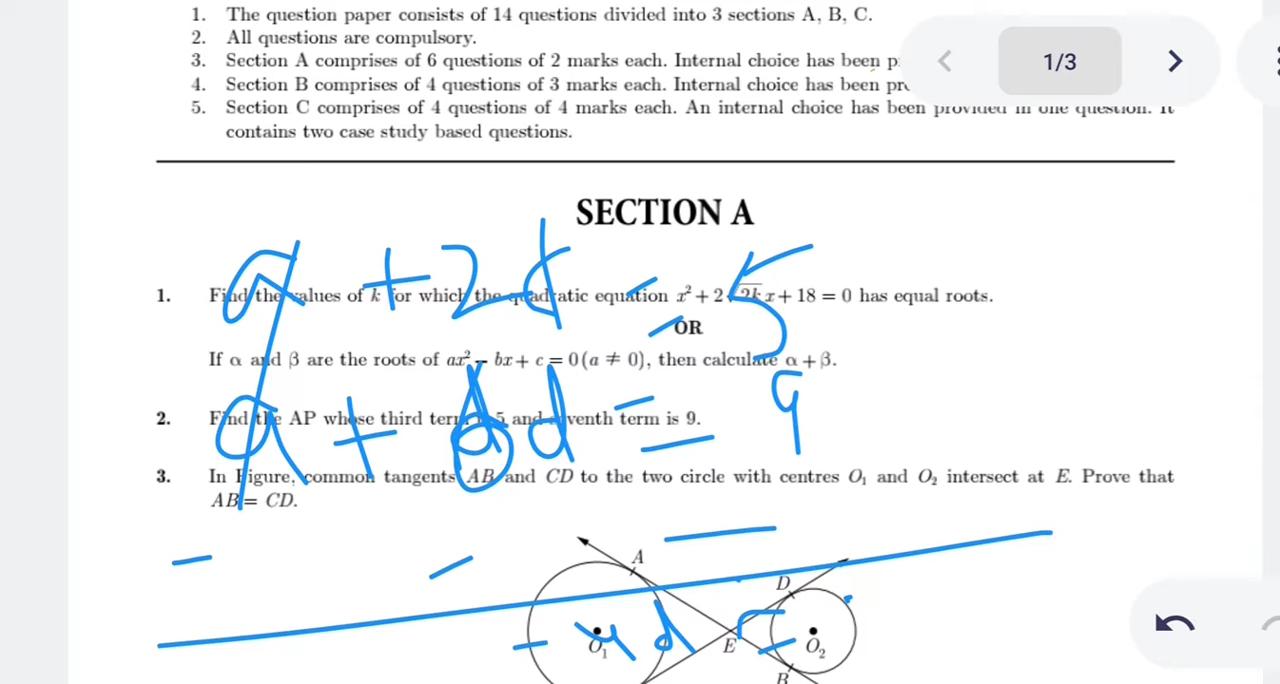 1. The question paper consists of 14 questions divided into 3 sections A, B, C.
2. All questions are compulsory.
3. Section A comprises of 6 questions of 2 marks each. Internal choice has been p
4. Section B comprises of 4 questions of 3 marks each. Internal choice has been pr
5. Section C comprises of 4 questions of 4 marks each. An internal choice has been provided in one question. It
contains two case study based questions.
1/3
SECTION A
a + 2d = 5
1. Find the values of k for which the quadratic equation x² + 2√2k x + 18 = 0 has equal roots.
OR
If α and β are the roots of ax² − bx + c = 0 (a ≠ 0), then calculate α + β.
a + 6d = 9
2. Find the AP whose third term is 5 and seventh term is 9.
3. In Figure, common tangents AB and CD to the two circle with centres O₁ and O₂ intersect at E. Prove that
AB = CD.
A
D
O₁
E
O₂
B